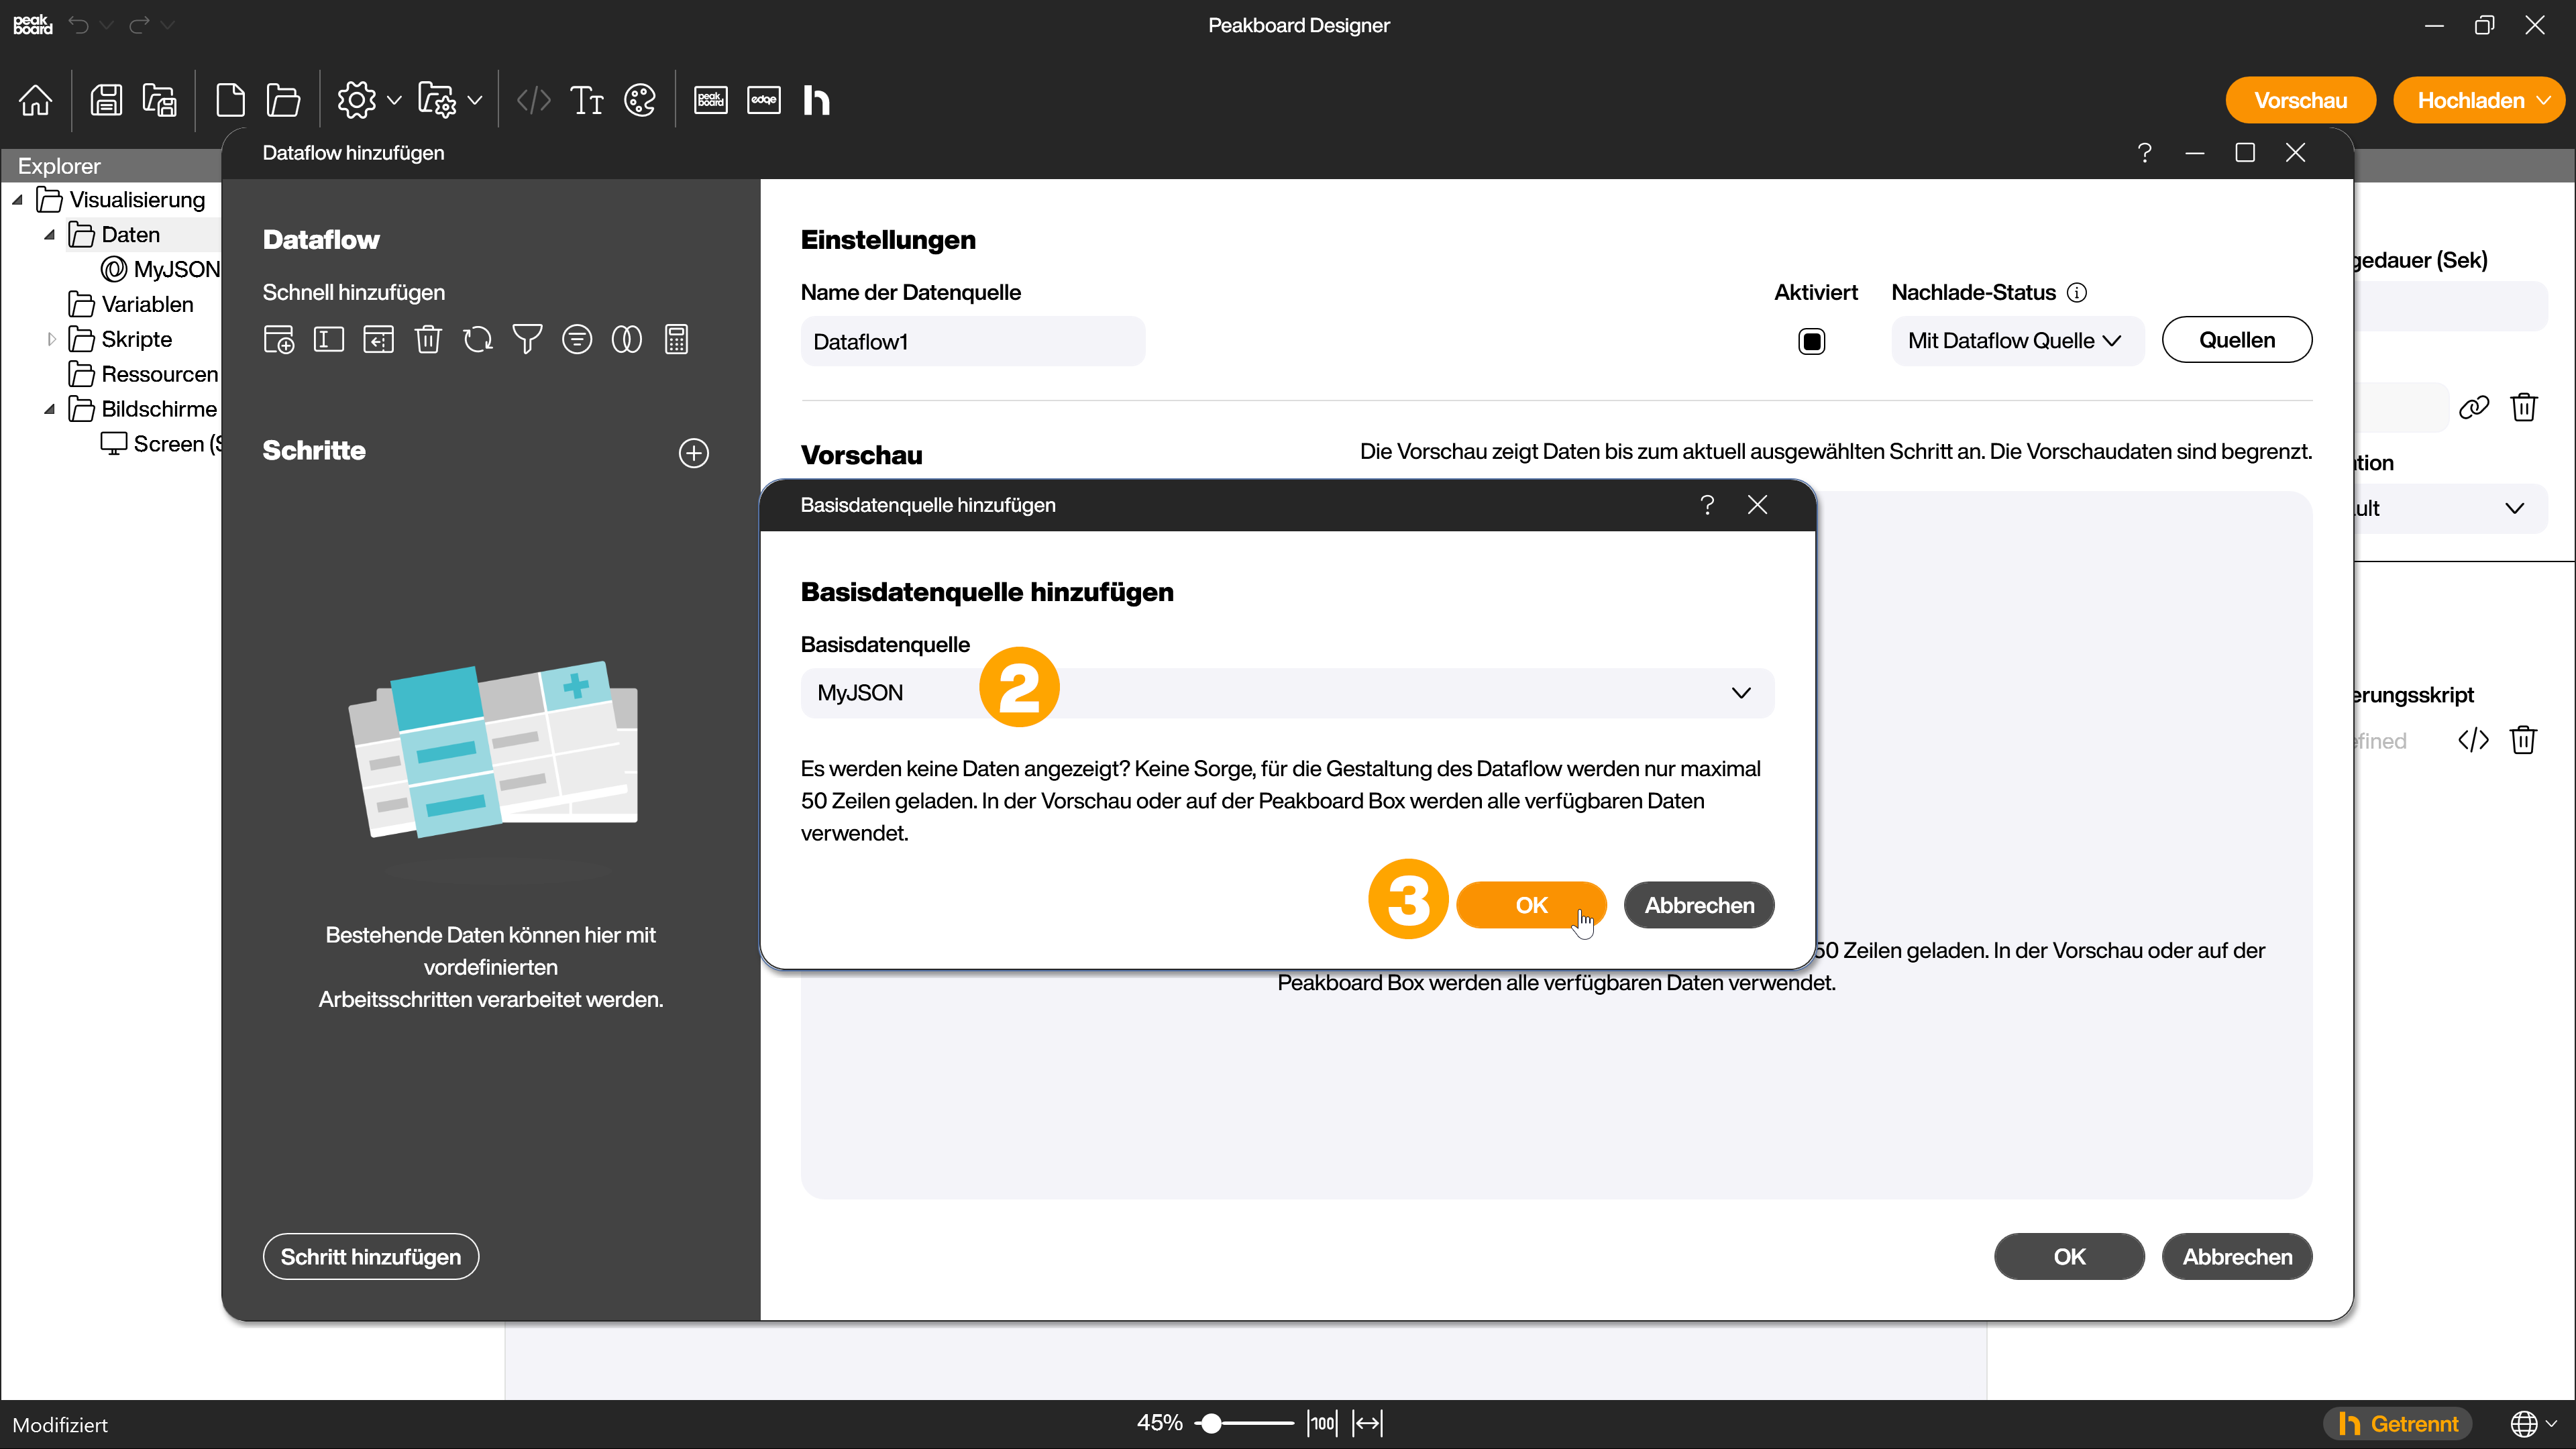 peak
board
Peakboard Designer
peak
board
edge
Vorschau
Hochladen
Explorer
Visualisierung
Daten
MyJSON
Variablen
Skripte
Ressourcen
Bildschirme
Screen (S
Dataflow hinzufügen
?
Dataflow
Schnell hinzufügen
Schritte
Bestehende Daten können hier mit
vordefinierten
Arbeitsschritten verarbeitet werden.
Schritt hinzufügen
Einstellungen
Name der Datenquelle
Aktiviert
Nachlade-Status
Dataflow1
Mit Dataflow Quelle
Quellen
Vorschau
Die Vorschau zeigt Daten bis zum aktuell ausgewählten Schritt an. Die Vorschaudaten sind begrenzt.
Basisdatenquelle hinzufügen
?
Basisdatenquelle hinzufügen
Basisdatenquelle
MyJSON
2
Es werden keine Daten angezeigt? Keine Sorge, für die Gestaltung des Dataflow werden nur maximal
50 Zeilen geladen. In der Vorschau oder auf der Peakboard Box werden alle verfügbaren Daten
verwendet.
3
OK
Abbrechen
50 Zeilen geladen. In der Vorschau oder auf der
Peakboard Box werden alle verfügbaren Daten verwendet.
OK
Abbrechen
gedauer (Sek)
tion
ult
erungsskript
efined
Modifiziert
45%
100
Getrennt